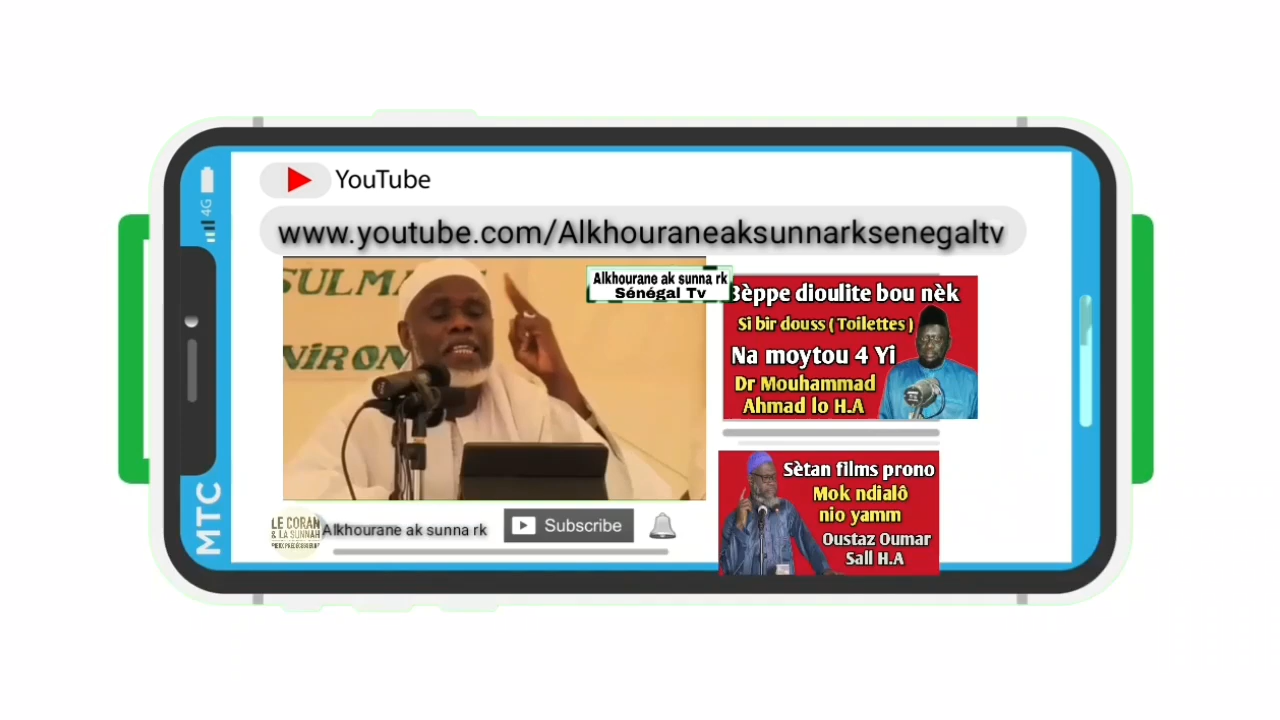 YouTube
www.youtube.com/Alkhouraneaksunnarksenegaltv
SULMA
NIRON
Alkhourane ak sunna rk
Sénégal Tv
Bèppe dioulite bou nèk
Si bir douss ( Toilettes )
Na moytou 4 Yi
Dr Mouhammad
Ahmad lo H.A
Sètan films prono
Mok ndialô
nio yamm
Oustaz Oumar
Sall H.A
LE CORAN
& LA SUNNAH
Alkhourane ak sunna rk
Subscribe
4G
MTC